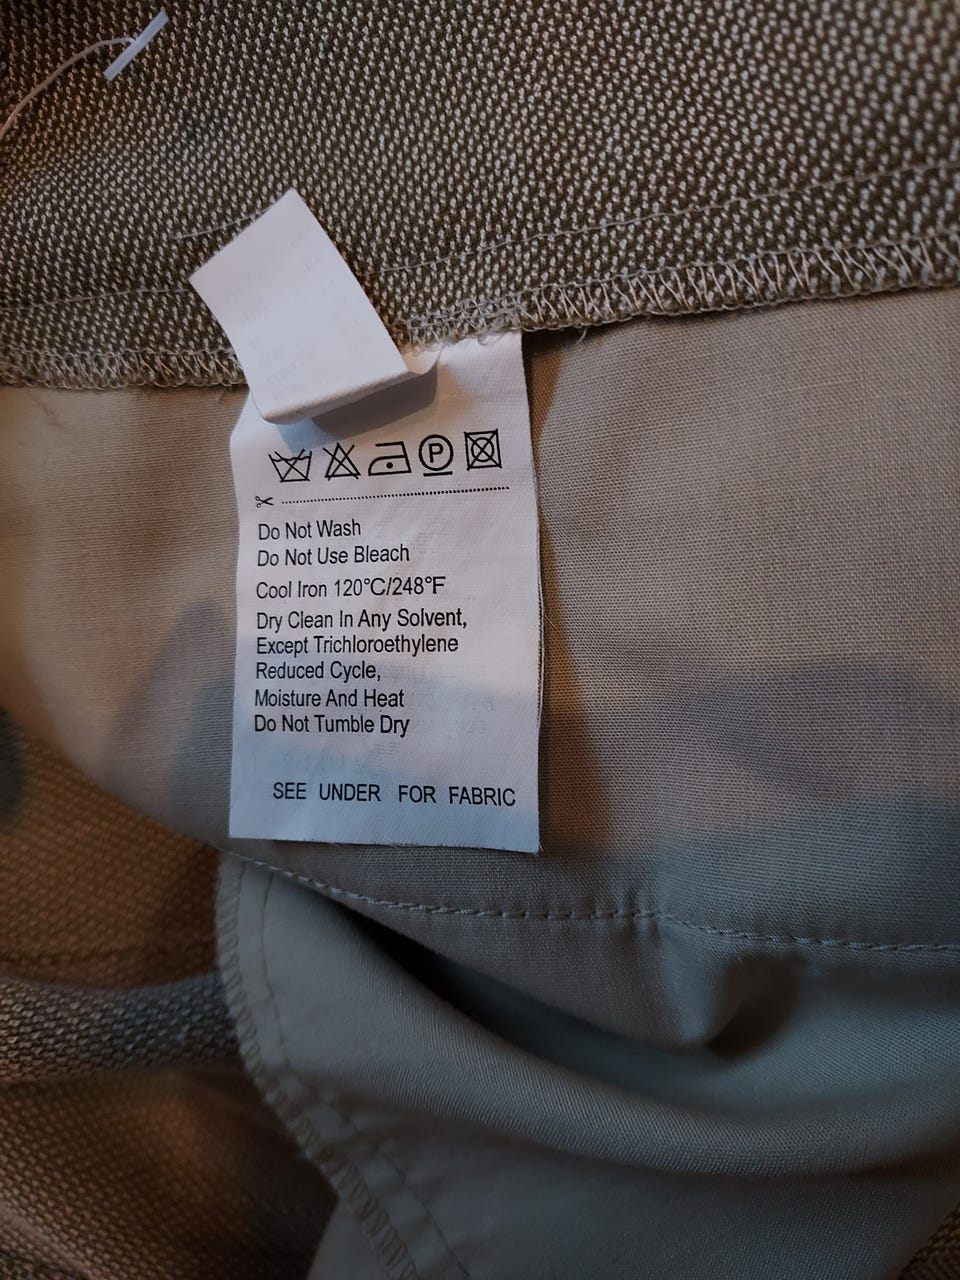 Do Not Wash
Do Not Use Bleach
Cool Iron 120°C/248°F
Dry Clean In Any Solvent,
Except Trichloroethylene
Reduced Cycle,
Moisture And Heat
Do Not Tumble Dry
SEE UNDER FOR FABRIC